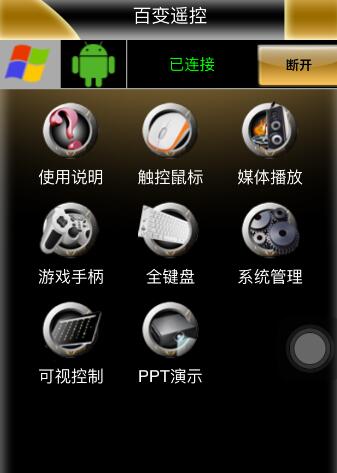 百变遥控
已连接
断开
使用说明
触控鼠标
媒体播放
游戏手柄
全键盘
系统管理
可视控制
PPT演示